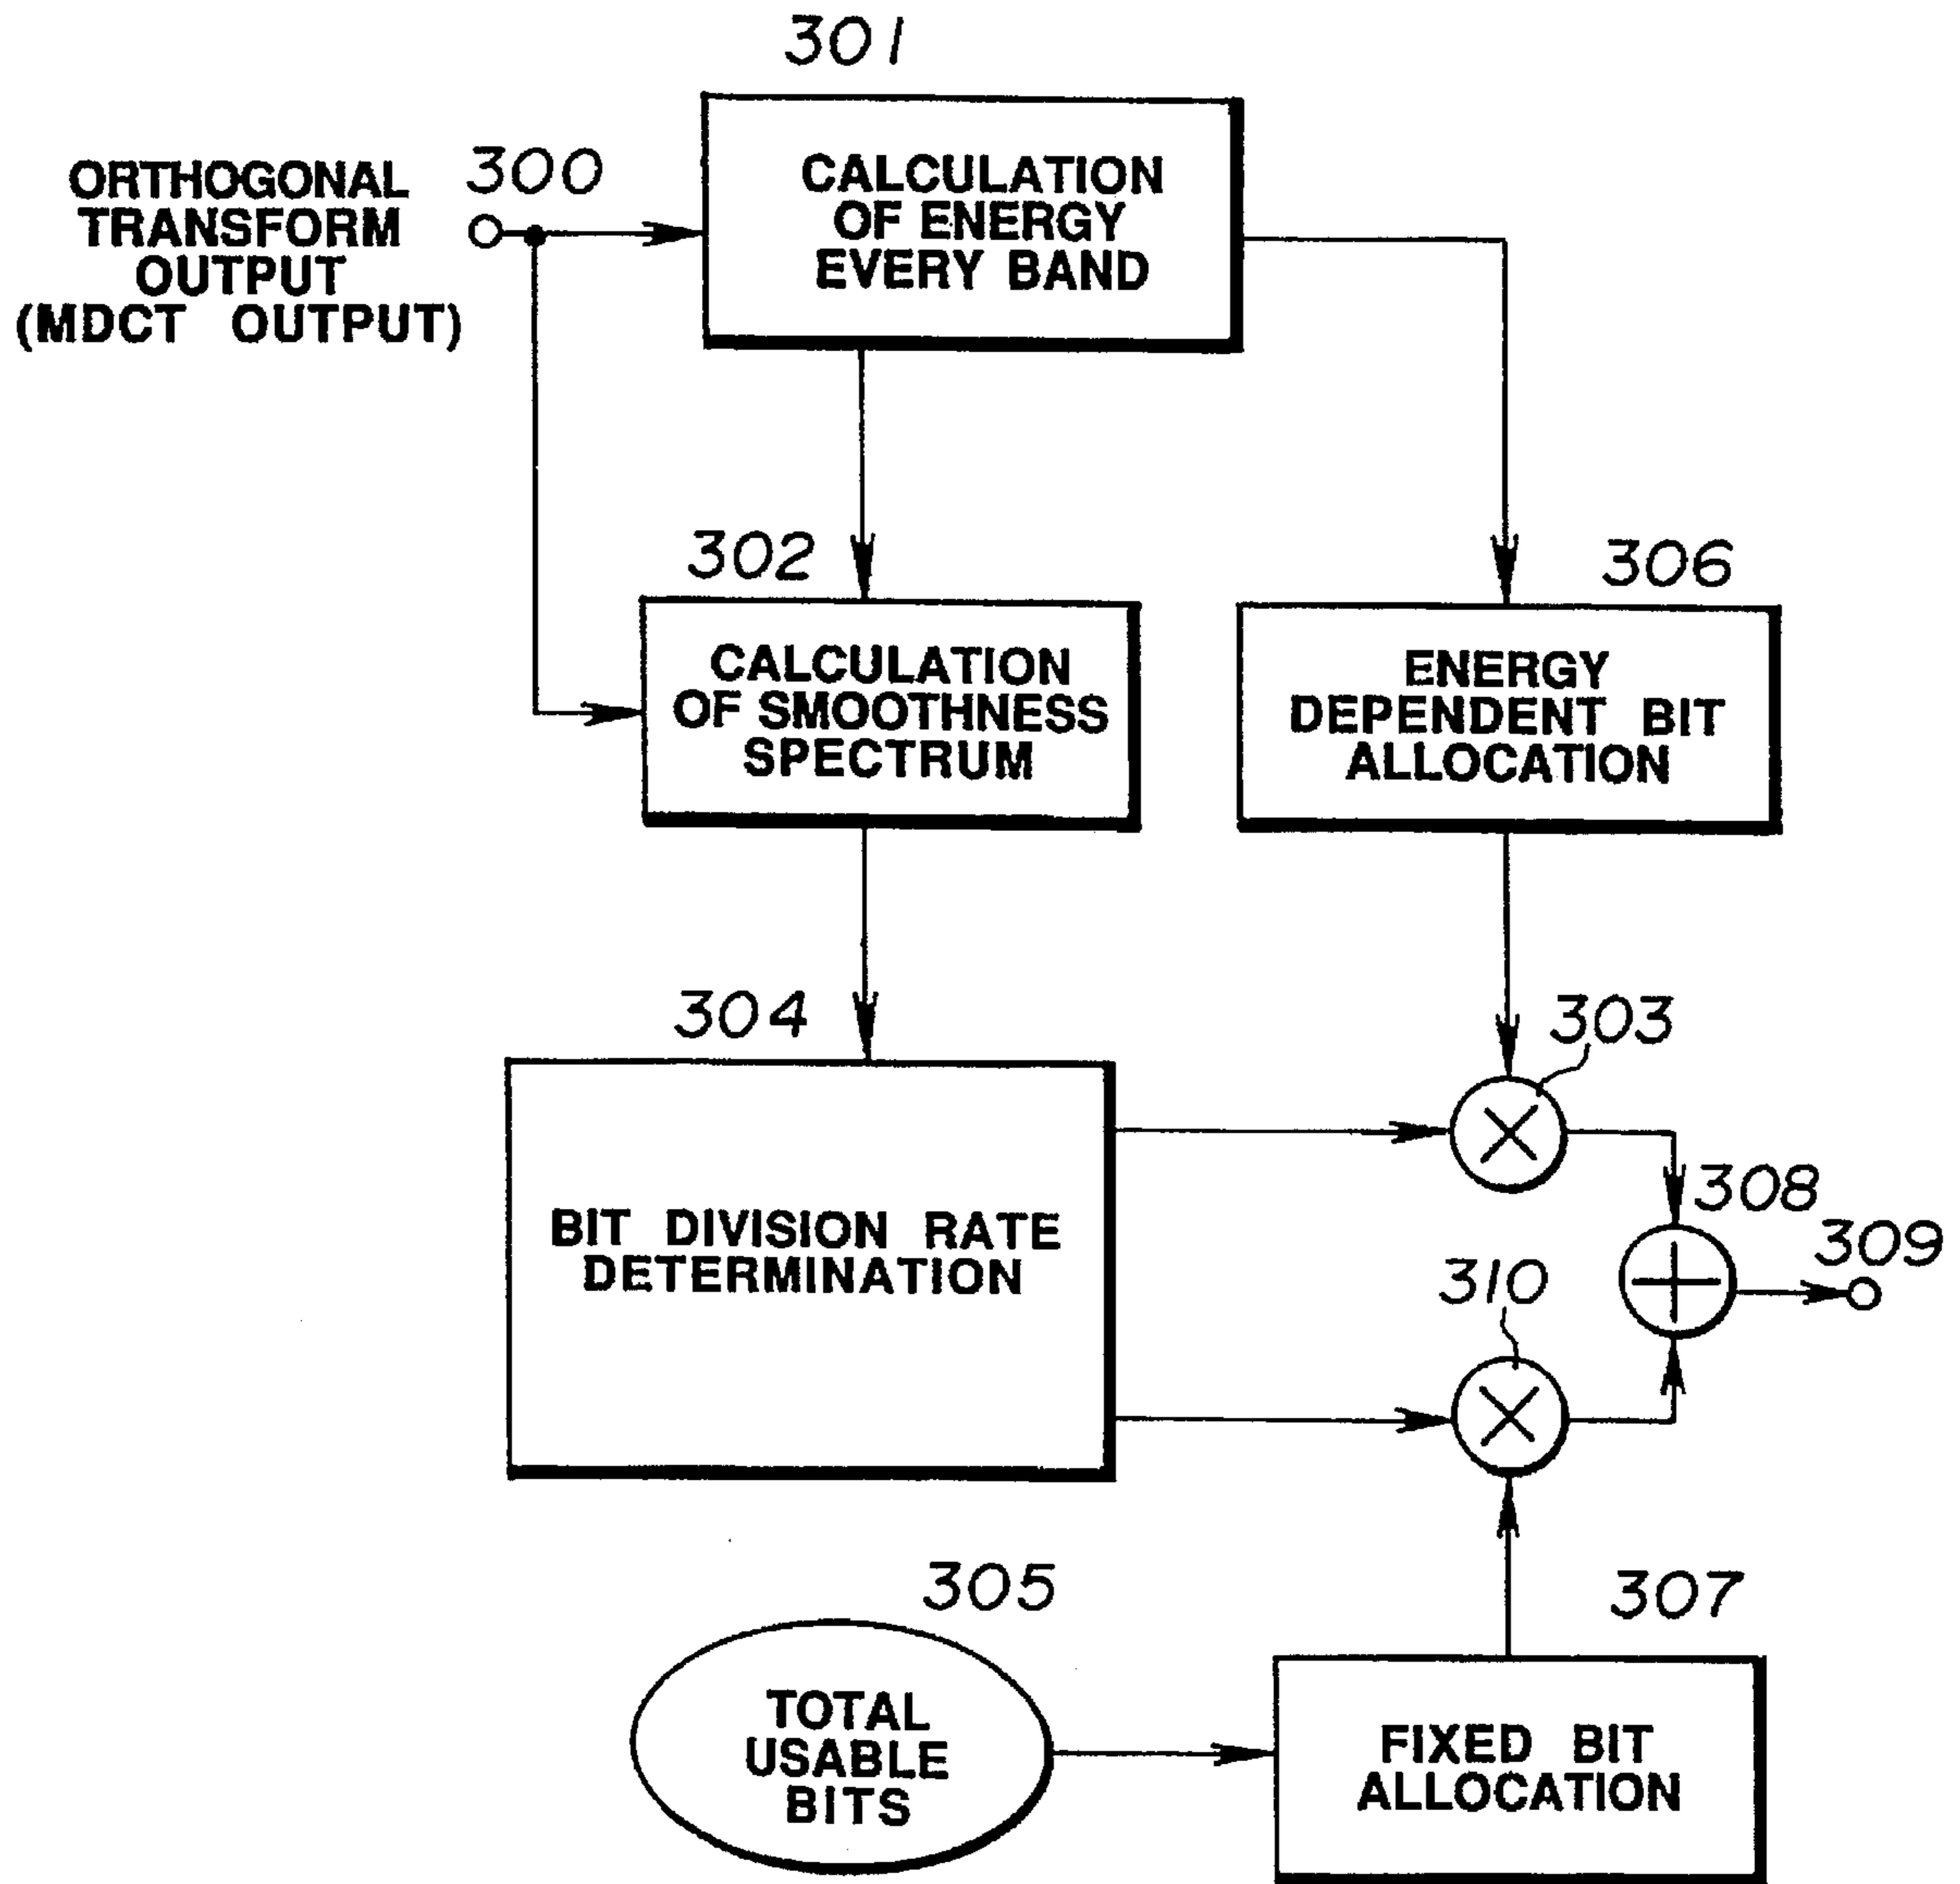 301
ORTHOGONAL
TRANSFORM
OUTPUT
(MDCT OUTPUT)
300
CALCULATION
OF ENERGY
EVERY BAND
302
CALCULATION
OF SMOOTHNESS
SPECTRUM
306
ENERGY
DEPENDENT BIT
ALLOCATION
304
BIT DIVISION RATE
DETERMINATION
303
308
309
310
305
TOTAL
USABLE
BITS
307
FIXED BIT
ALLOCATION